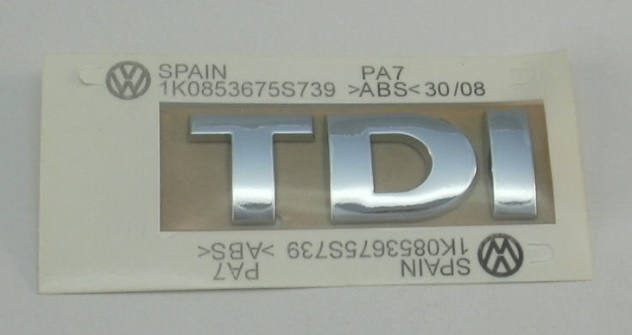 SPAIN PA7
1K0853675S739 >ABS< 30/08
TDI
1K0853675S739 >ABS<
SPAIN PA7